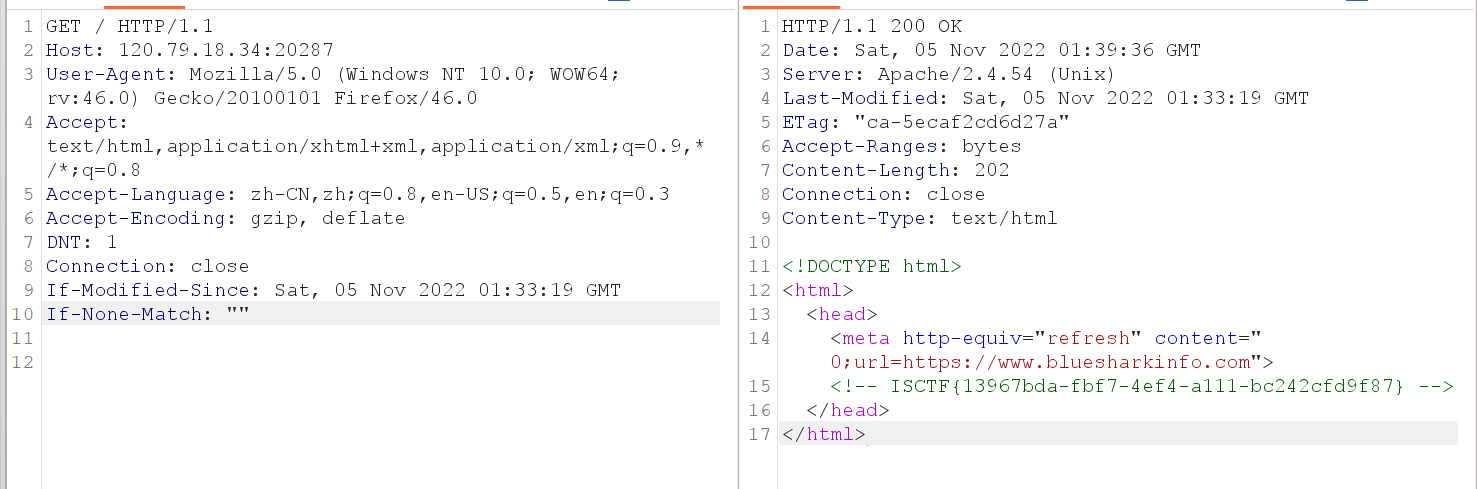 1 GET / HTTP/1.1
2 Host: 120.79.18.34:20287
3 User-Agent: Mozilla/5.0 (Windows NT 10.0; WOW64;
rv:46.0) Gecko/20100101 Firefox/46.0
4 Accept:
text/html,application/xhtml+xml,application/xml;q=0.9,*
/*;q=0.8
5 Accept-Language: zh-CN,zh;q=0.8,en-US;q=0.5,en;q=0.3
6 Accept-Encoding: gzip, deflate
7 DNT: 1
8 Connection: close
9 If-Modified-Since: Sat, 05 Nov 2022 01:33:19 GMT
10 If-None-Match: ""
11
12
1 HTTP/1.1 200 OK
2 Date: Sat, 05 Nov 2022 01:39:36 GMT
3 Server: Apache/2.4.54 (Unix)
4 Last-Modified: Sat, 05 Nov 2022 01:33:19 GMT
5 ETag: "ca-5ecaf2cd6d27a"
6 Accept-Ranges: bytes
7 Content-Length: 202
8 Connection: close
9 Content-Type: text/html
10
11 <!DOCTYPE html>
12 <html>
13 <head>
14 <meta http-equiv="refresh" content="
0;url=https://www.bluesharkinfo.com">
15 <!-- ISCTF{13967bda-fbf7-4ef4-a111-bc242cfd9f87} -->
16 </head>
17 </html>